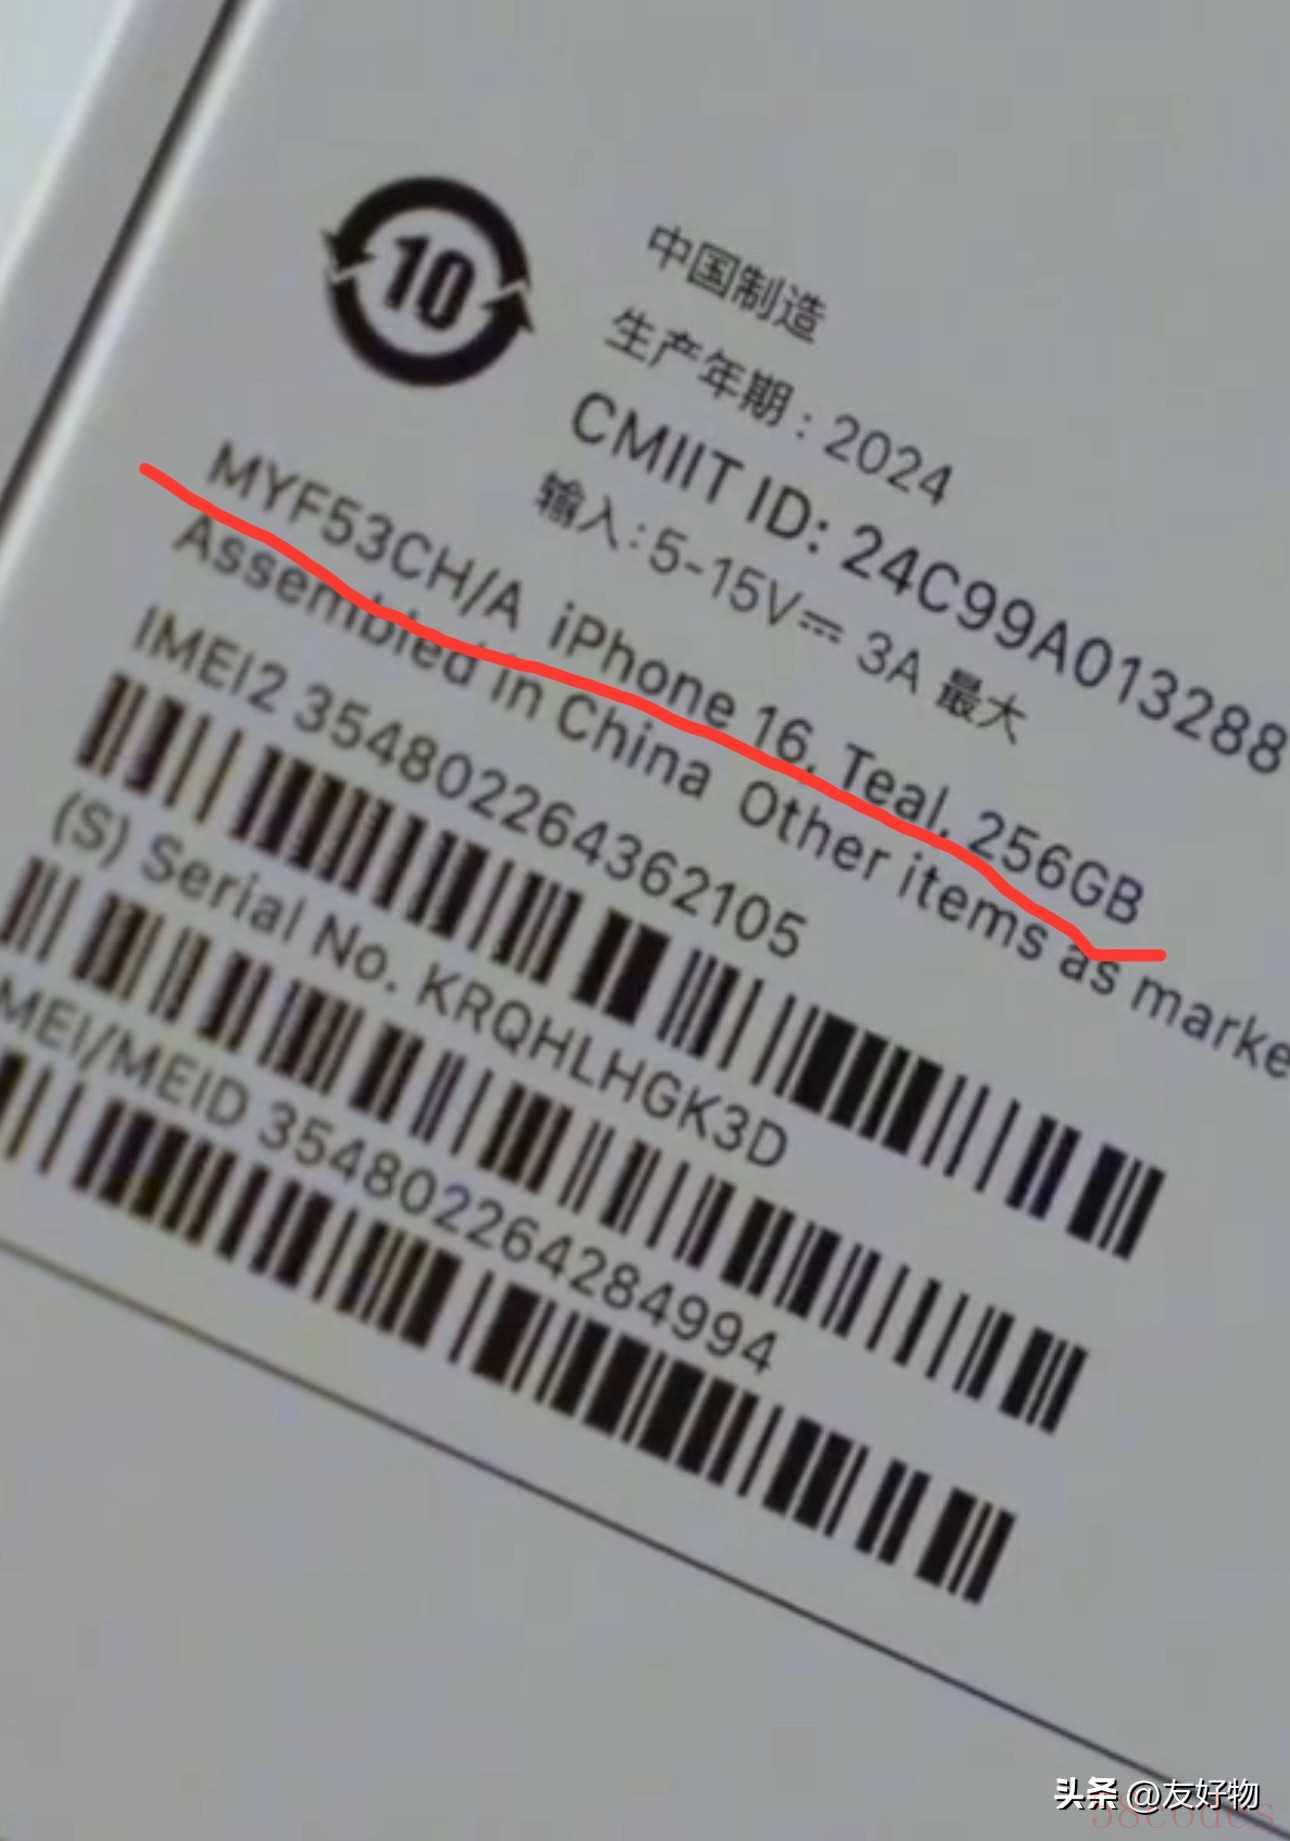 10
中国制造
生产年期：2024
CMIIT ID: 24C99A013288
输入：5-15V⎓ 3A 最大
MYF53CH/A iPhone 16, Teal, 256GB
Assembled in China Other items as marke
IMEI2 354802264362105
(S) Serial No. KRQHLHGK3D
MEI/MEID 354802264284994
头条 @友好物
58codes